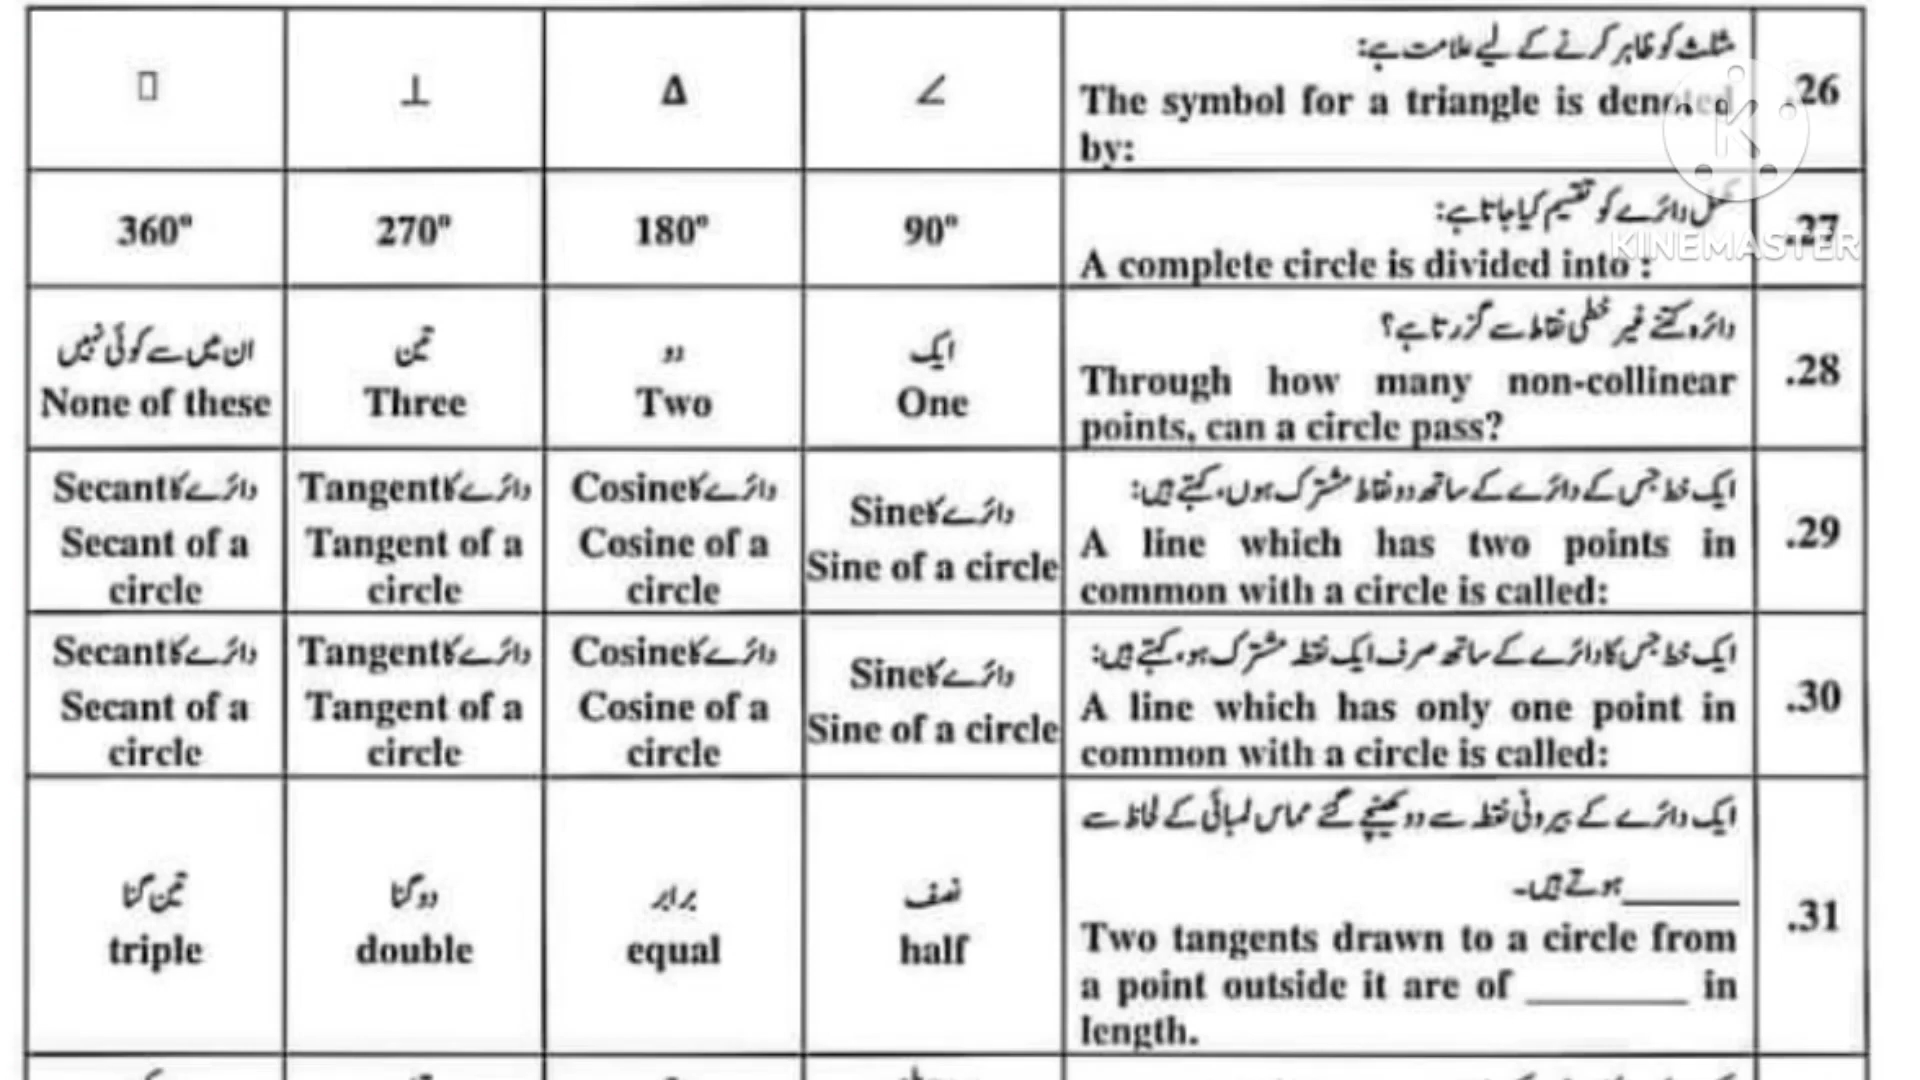 .26
مثلث کو ظاہر کرنے کے لیے علامت ہے:
The symbol for a triangle is denoted
by:
∠
Δ
⊥
▯
.27
مکمل دائرے کو تقسیم کیا جاتا ہے:
A complete circle is divided into :
90º
180º
270º
360º
.28
دائرہ کتنے غیر خطی نقاط سے گزرتا ہے؟
Through how many non-collinear
points, can a circle pass?
ایک
One
دو
Two
تین
Three
ان میں سے کوئی نہیں
None of these
.29
ایک خط جس کے دائرے کے ساتھ دو نقاط مشترک ہوں، کہتے ہیں:
A line which has two points in
common with a circle is called:
دائرے کا Sine
Sine of a circle
دائرے کا Cosine
Cosine of a
circle
دائرے کا Tangent
Tangent of a
circle
دائرے کا Secant
Secant of a
circle
.30
ایک خط جس کا دائرے کے ساتھ صرف ایک نقطہ مشترک ہو، کہتے ہیں:
A line which has only one point in
common with a circle is called:
دائرے کا Sine
Sine of a circle
دائرے کا Cosine
Cosine of a
circle
دائرے کا Tangent
Tangent of a
circle
دائرے کا Secant
Secant of a
circle
.31
ایک دائرے کے بیرونی نقطہ سے دو کھینچے گئے مماس لمبائی کے لحاظ سے
______ ہوتے ہیں۔
Two tangents drawn to a circle from
a point outside it are of ________ in
length.
نصف
half
برابر
equal
دو گنا
double
تین گنا
triple
K
KINEMASTER